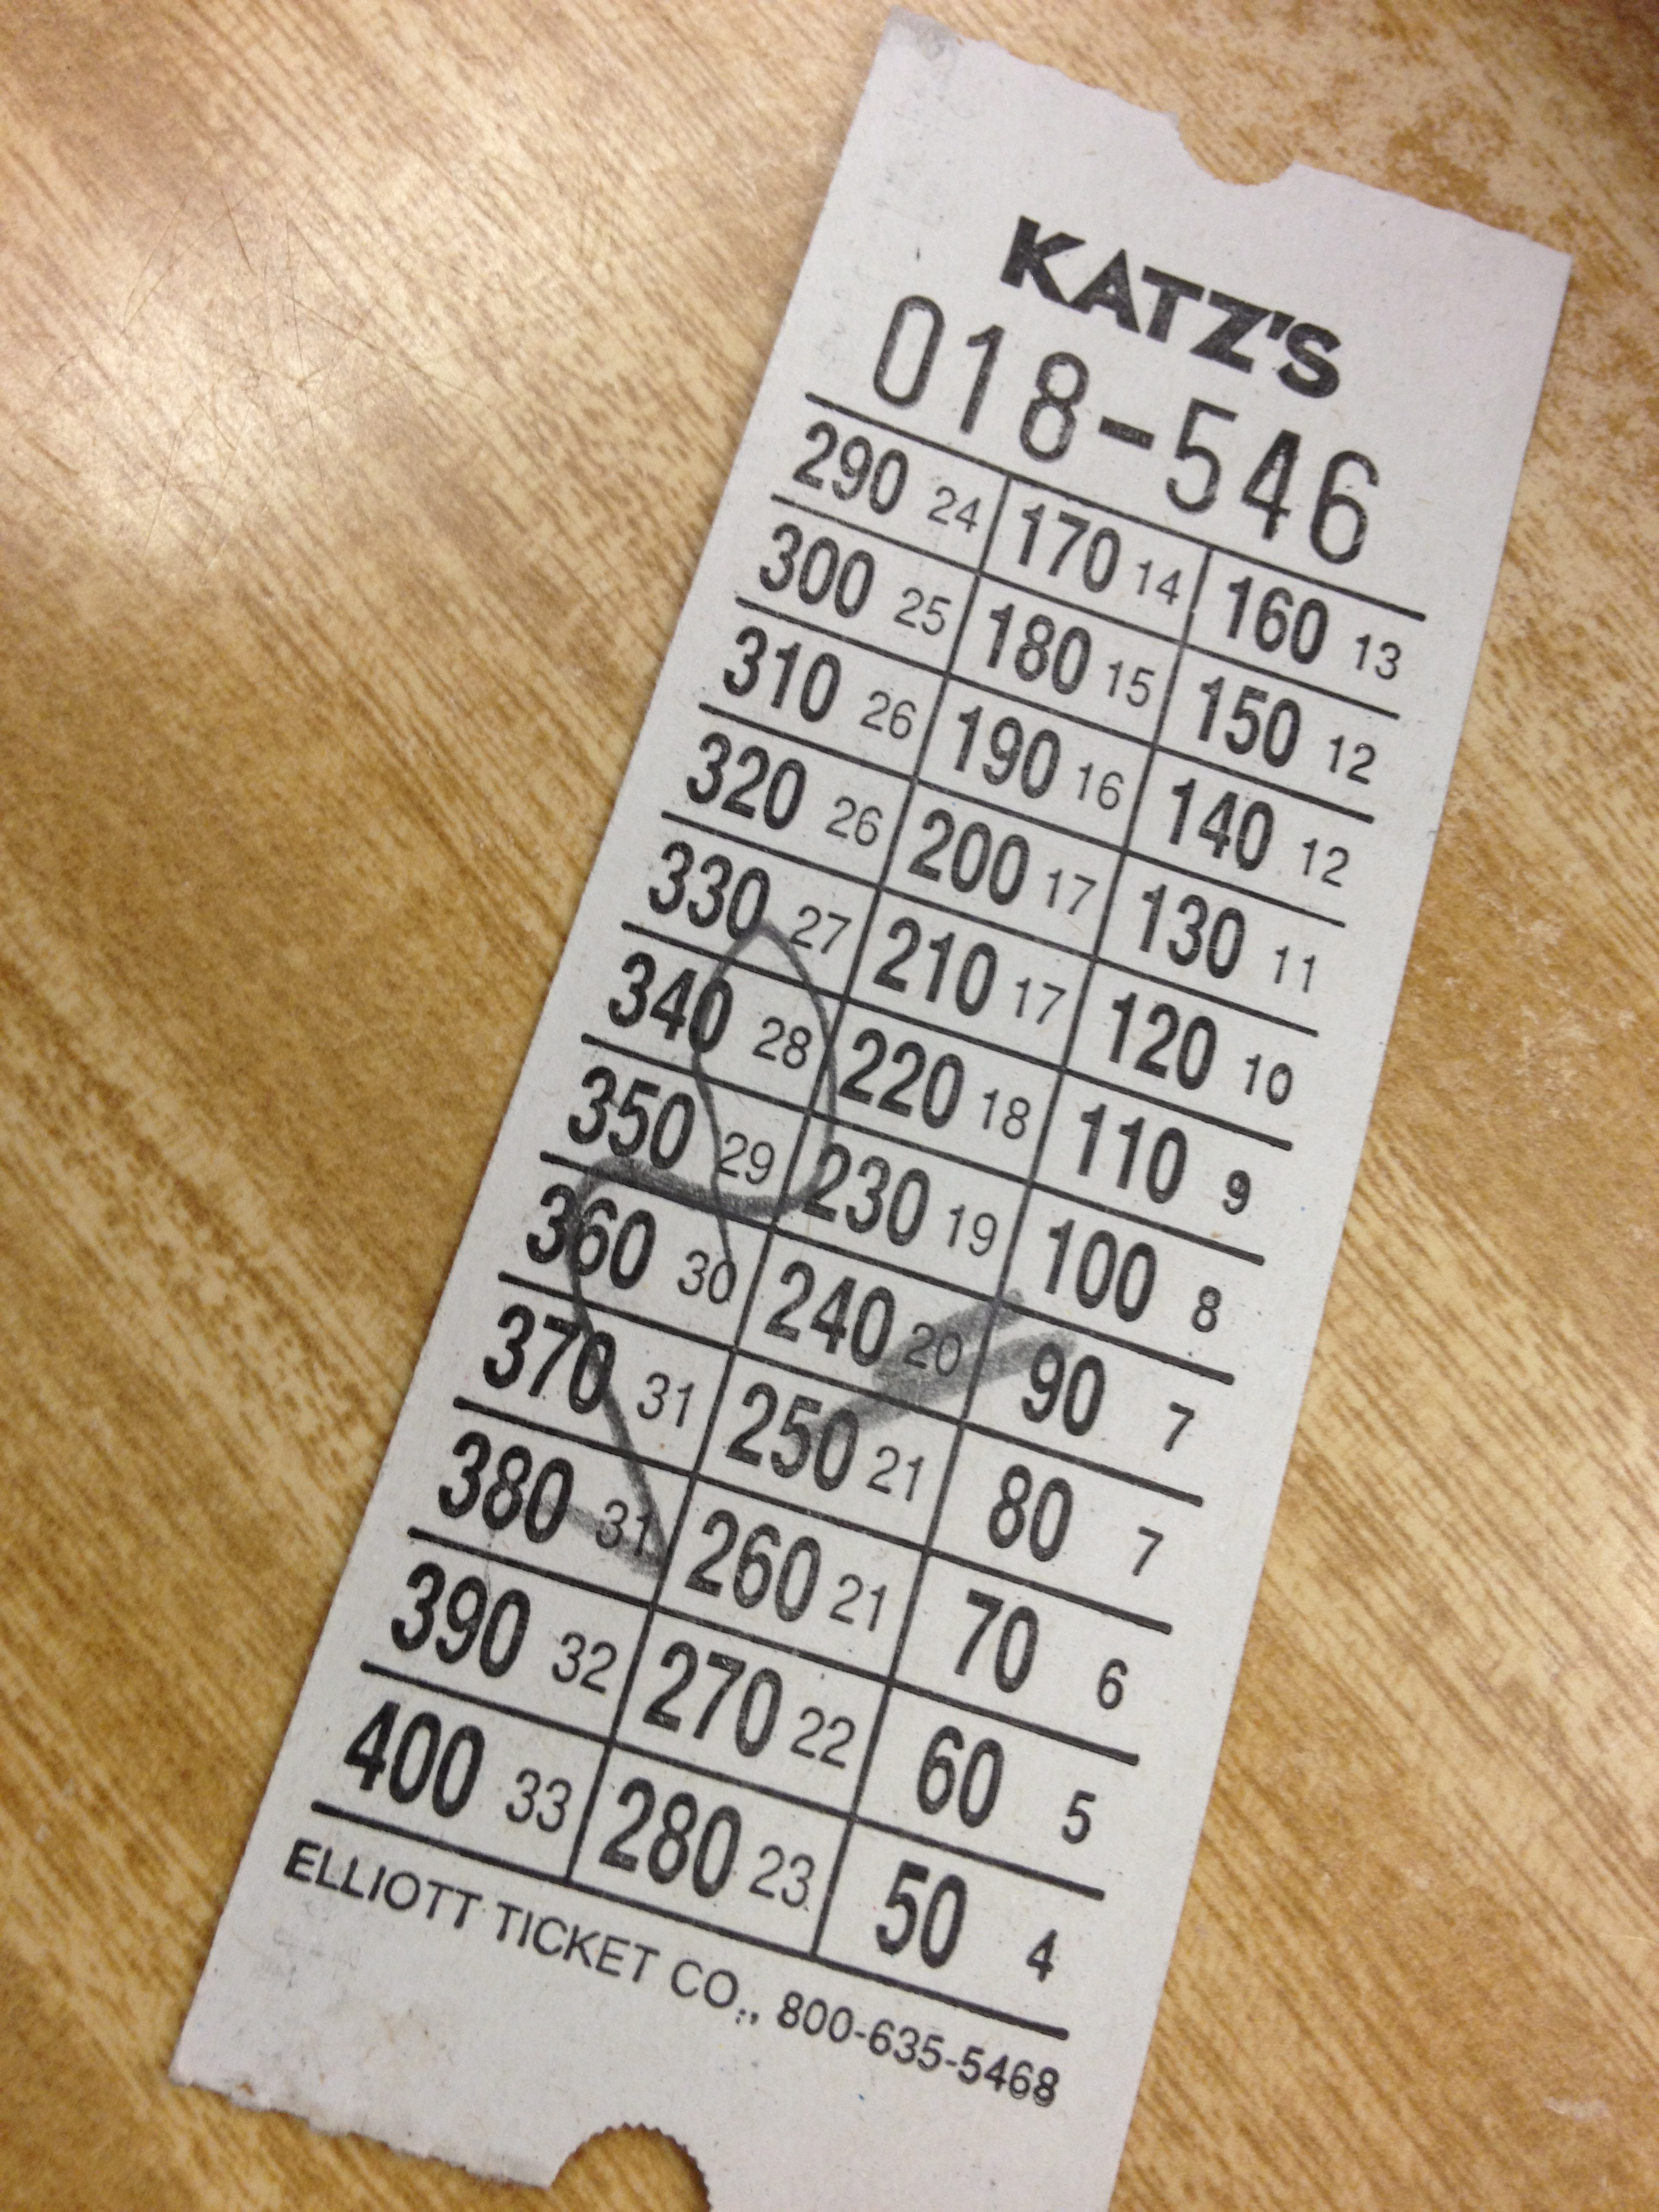 KATZ'S
018-546
290 24 170 14 160 13
300 25 180 15 150 12
310 26 190 16 140 12
320 26 200 17 130 11
330 27 210 17 120 10
340 28 220 18 110 9
350 29 230 19 100 8
360 30 240 20 90 7
370 31 250 21 80 7
380 31 260 21 70 6
390 32 270 22 60 5
400 33 280 23 50 4
ELLIOTT TICKET CO., 800-635-5468